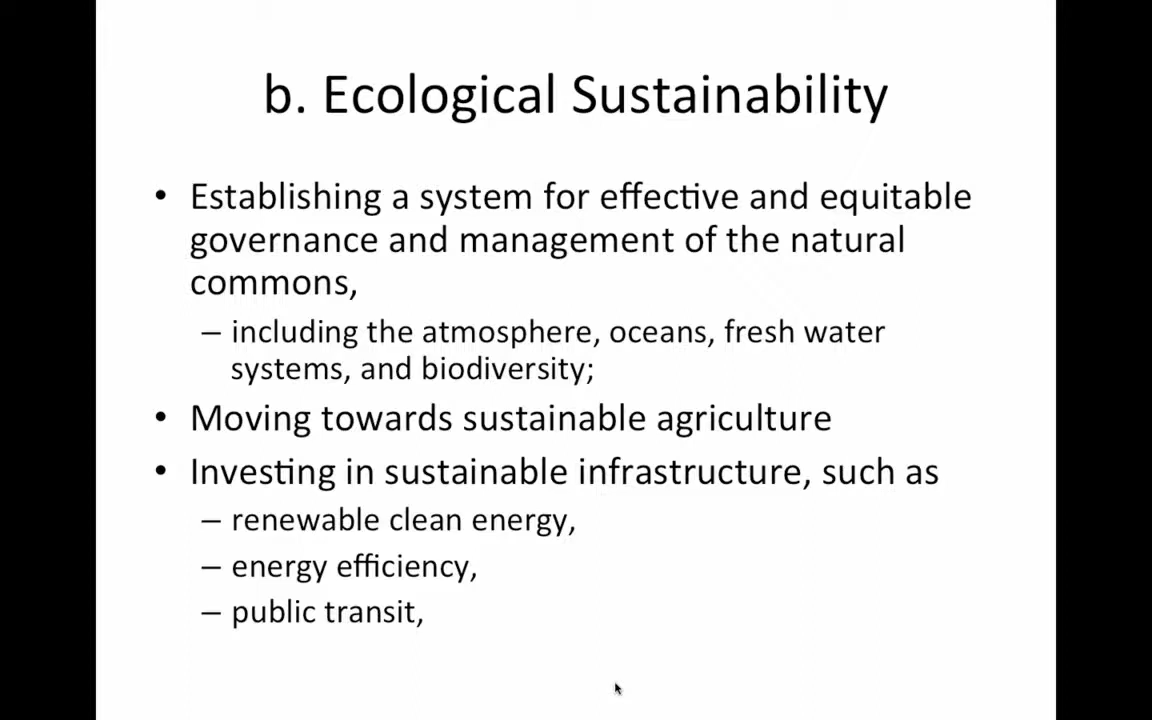 b. Ecological Sustainability
• Establishing a system for effective and equitable
governance and management of the natural
commons,
– including the atmosphere, oceans, fresh water
systems, and biodiversity;
• Moving towards sustainable agriculture
• Investing in sustainable infrastructure, such as
– renewable clean energy,
– energy efficiency,
– public transit,